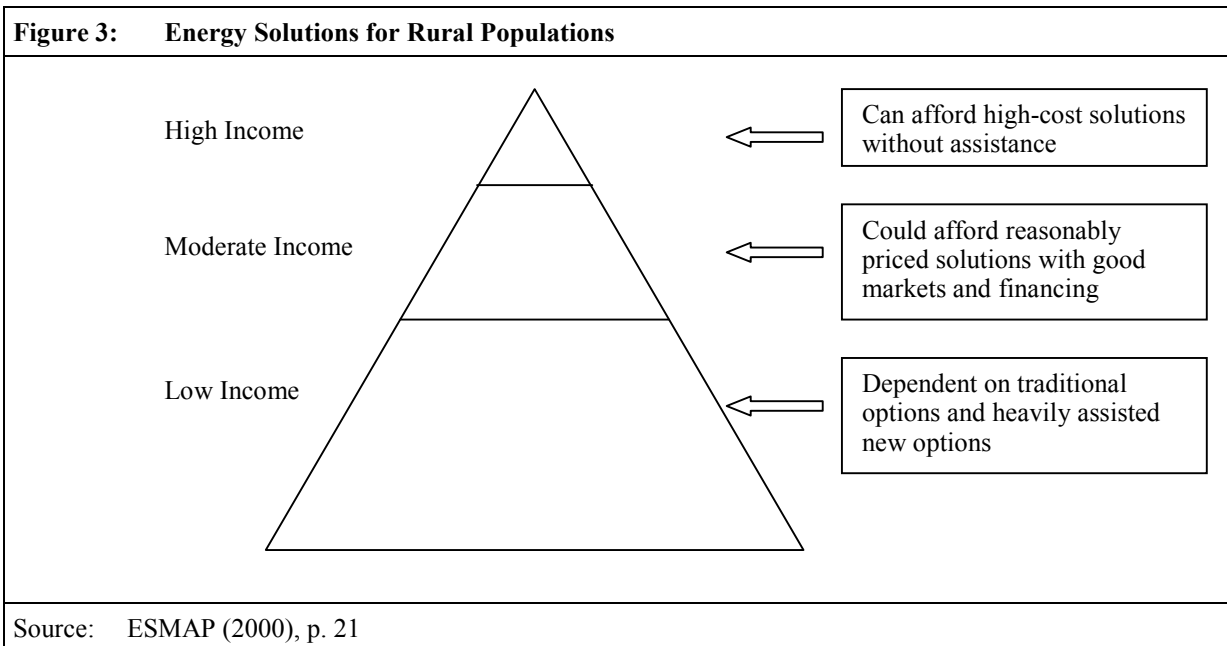 Figure 3: Energy Solutions for Rural Populations
High Income
Can afford high-cost solutions
without assistance
Moderate Income
Could afford reasonably
priced solutions with good
markets and financing
Low Income
Dependent on traditional
options and heavily assisted
new options
Source: ESMAP (2000), p. 21